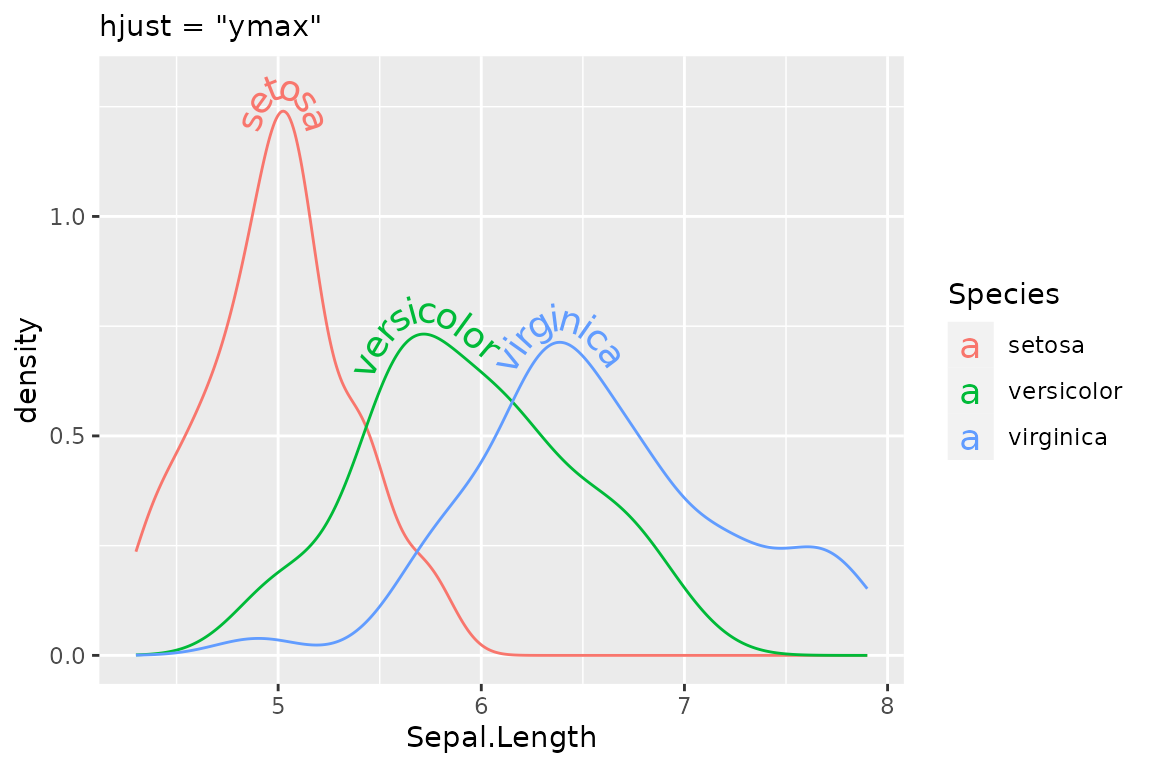 hjust = "ymax"
setosa
versicolor
virginica
density
1.0
0.5
0.0
5
6
7
8
Sepal.Length
Species
a setosa
a versicolor
a virginica